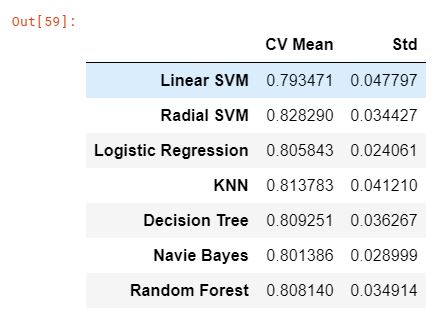 Out[59]:
CV Mean Std
Linear SVM 0.793471 0.047797
Radial SVM 0.828290 0.034427
Logistic Regression 0.805843 0.024061
KNN 0.813783 0.041210
Decision Tree 0.809251 0.036267
Navie Bayes 0.801386 0.028999
Random Forest 0.808140 0.034914